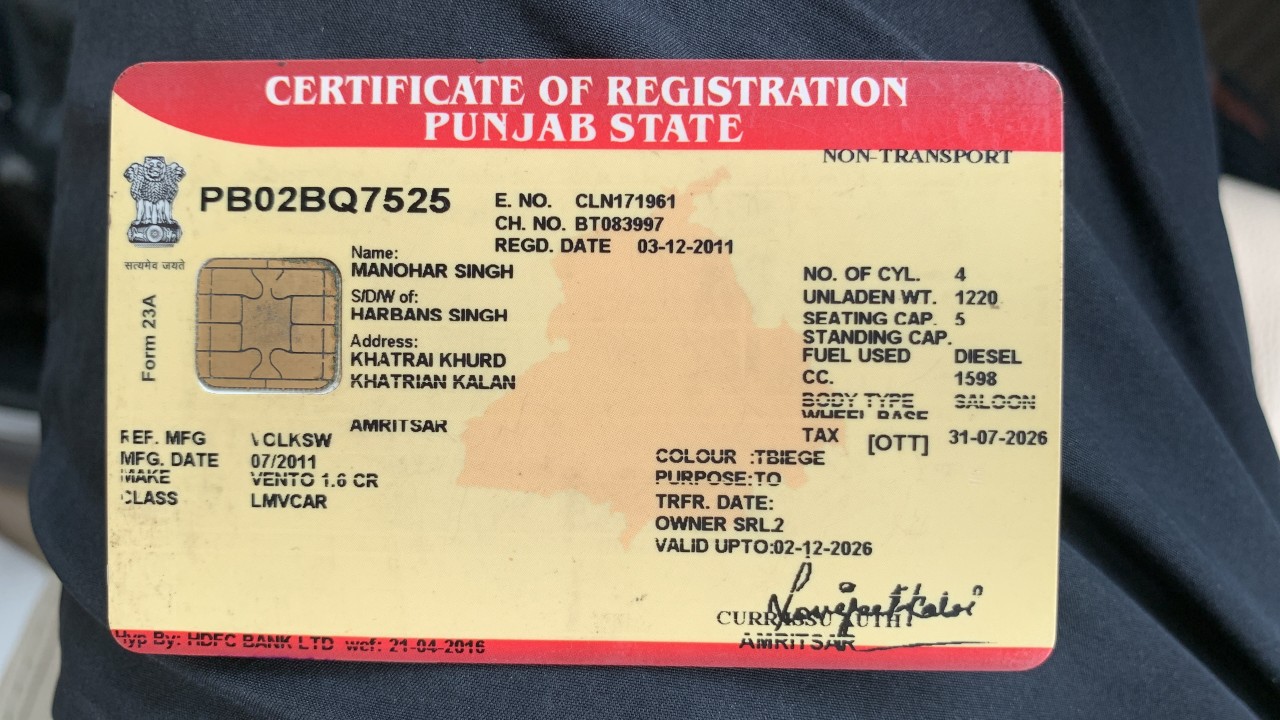 CERTIFICATE OF REGISTRATION
PUNJAB STATE
NON-TRANSPORT
PB02BQ7525
E. NO. CLN171961
CH. NO. BT083997
REGD. DATE 03-12-2011
सत्यमेव जयते
Form 23A
Name:
MANOHAR SINGH
S/D/W of:
HARBANS SINGH
Address:
KHATRAI KHURD
KHATRIAN KALAN
AMRITSAR
NO. OF CYL. 4
UNLADEN WT. 1220
SEATING CAP. 5
STANDING CAP.
FUEL USED DIESEL
CC. 1598
BODY TYPE SALOON
WHEEL BASE
TAX [OTT] 31-07-2026
REF. MFG VOLKSW
MFG. DATE 07/2011
MAKE VENTO 1.6 CR
CLASS LMVCAR
COLOUR :TBIEGE
PURPOSE:TO
TRFR. DATE:
OWNER SRL.2
VALID UPTO:02-12-2026
AMRITSAR
Hyp By: HDFC BANK LTD wef: 21-04-2016